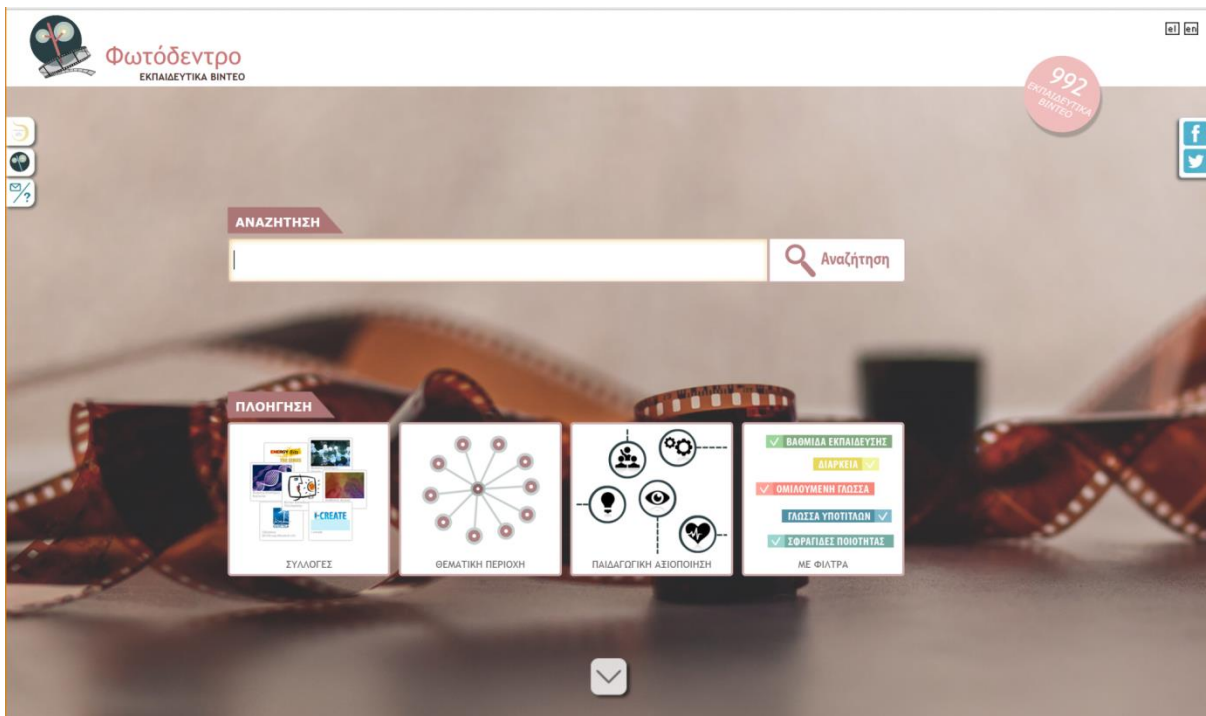 Φωτόδεντρο
ΕΚΠΑΙΔΕΥΤΙΚΑ ΒΙΝΤΕΟ
el en
992
ΕΚΠΑΙΔΕΥΤΙΚΑ
ΒΙΝΤΕΟ
ΑΝΑΖΗΤΗΣΗ
Αναζήτηση
ΠΛΟΗΓΗΣΗ
I-CREATE
ΣΥΛΛΟΓΕΣ
ΘΕΜΑΤΙΚΗ ΠΕΡΙΟΧΗ
ΠΑΙΔΑΓΩΓΙΚΗ ΑΞΙΟΠΟΙΗΣΗ
ΒΑΘΜΙΔΑ ΕΚΠΑΙΔΕΥΣΗΣ
ΔΙΑΡΚΕΙΑ
ΟΜΙΛΟΥΜΕΝΗ ΓΛΩΣΣΑ
ΓΛΩΣΣΑ ΥΠΟΤΙΤΛΩΝ
ΣΦΡΑΓΙΔΕΣ ΠΟΙΟΤΗΤΑΣ
ΜΕ ΦΙΛΤΡΑ